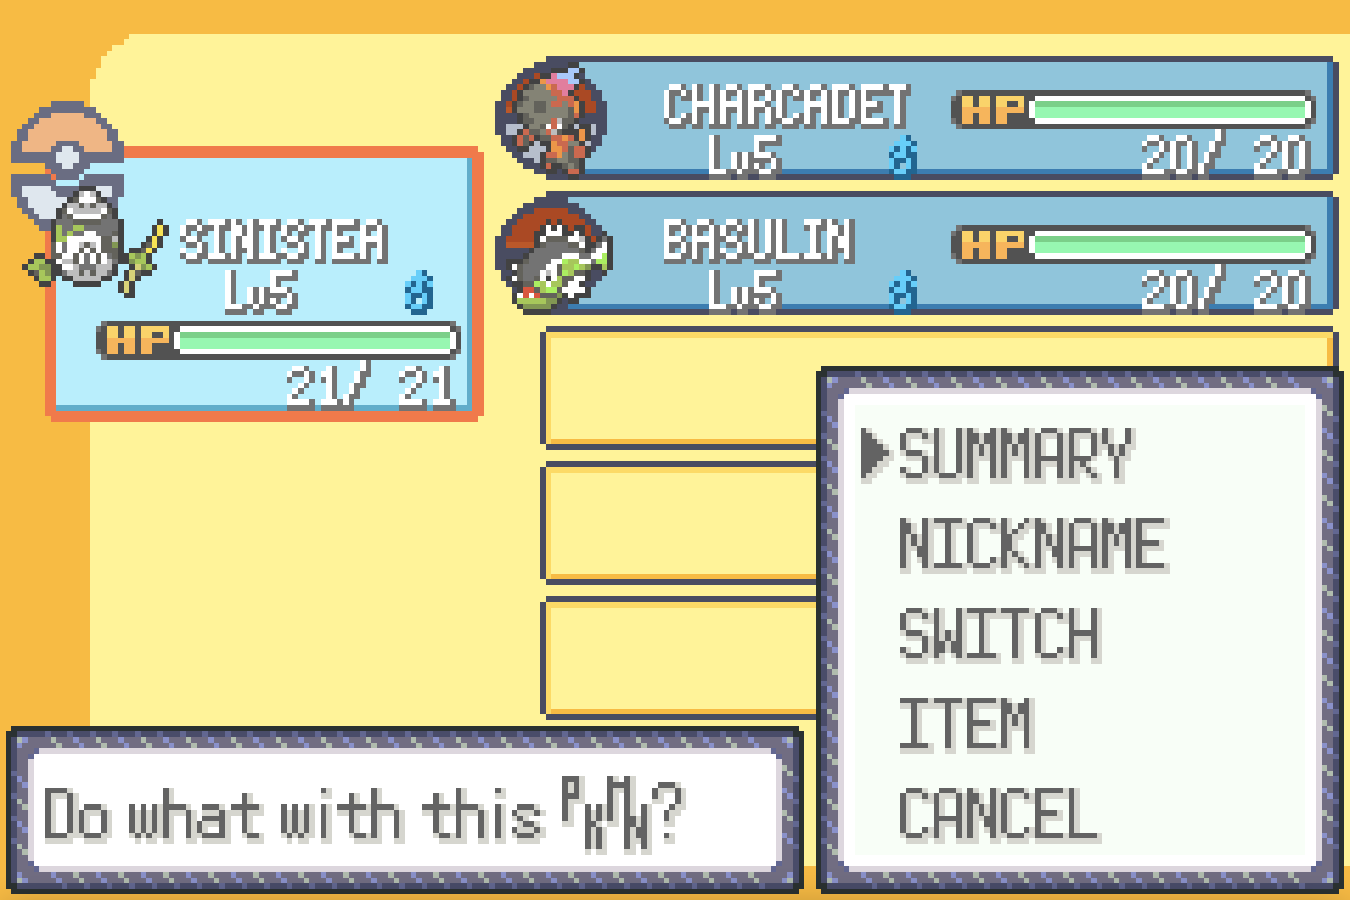 SINISTEA
Lv5
HP
21/ 21
CHARCADET
Lv5
HP
20/ 20
BASULIN
Lv5
HP
20/ 20
SUMMARY
NICKNAME
SWITCH
ITEM
CANCEL
Do what with this PKMN?